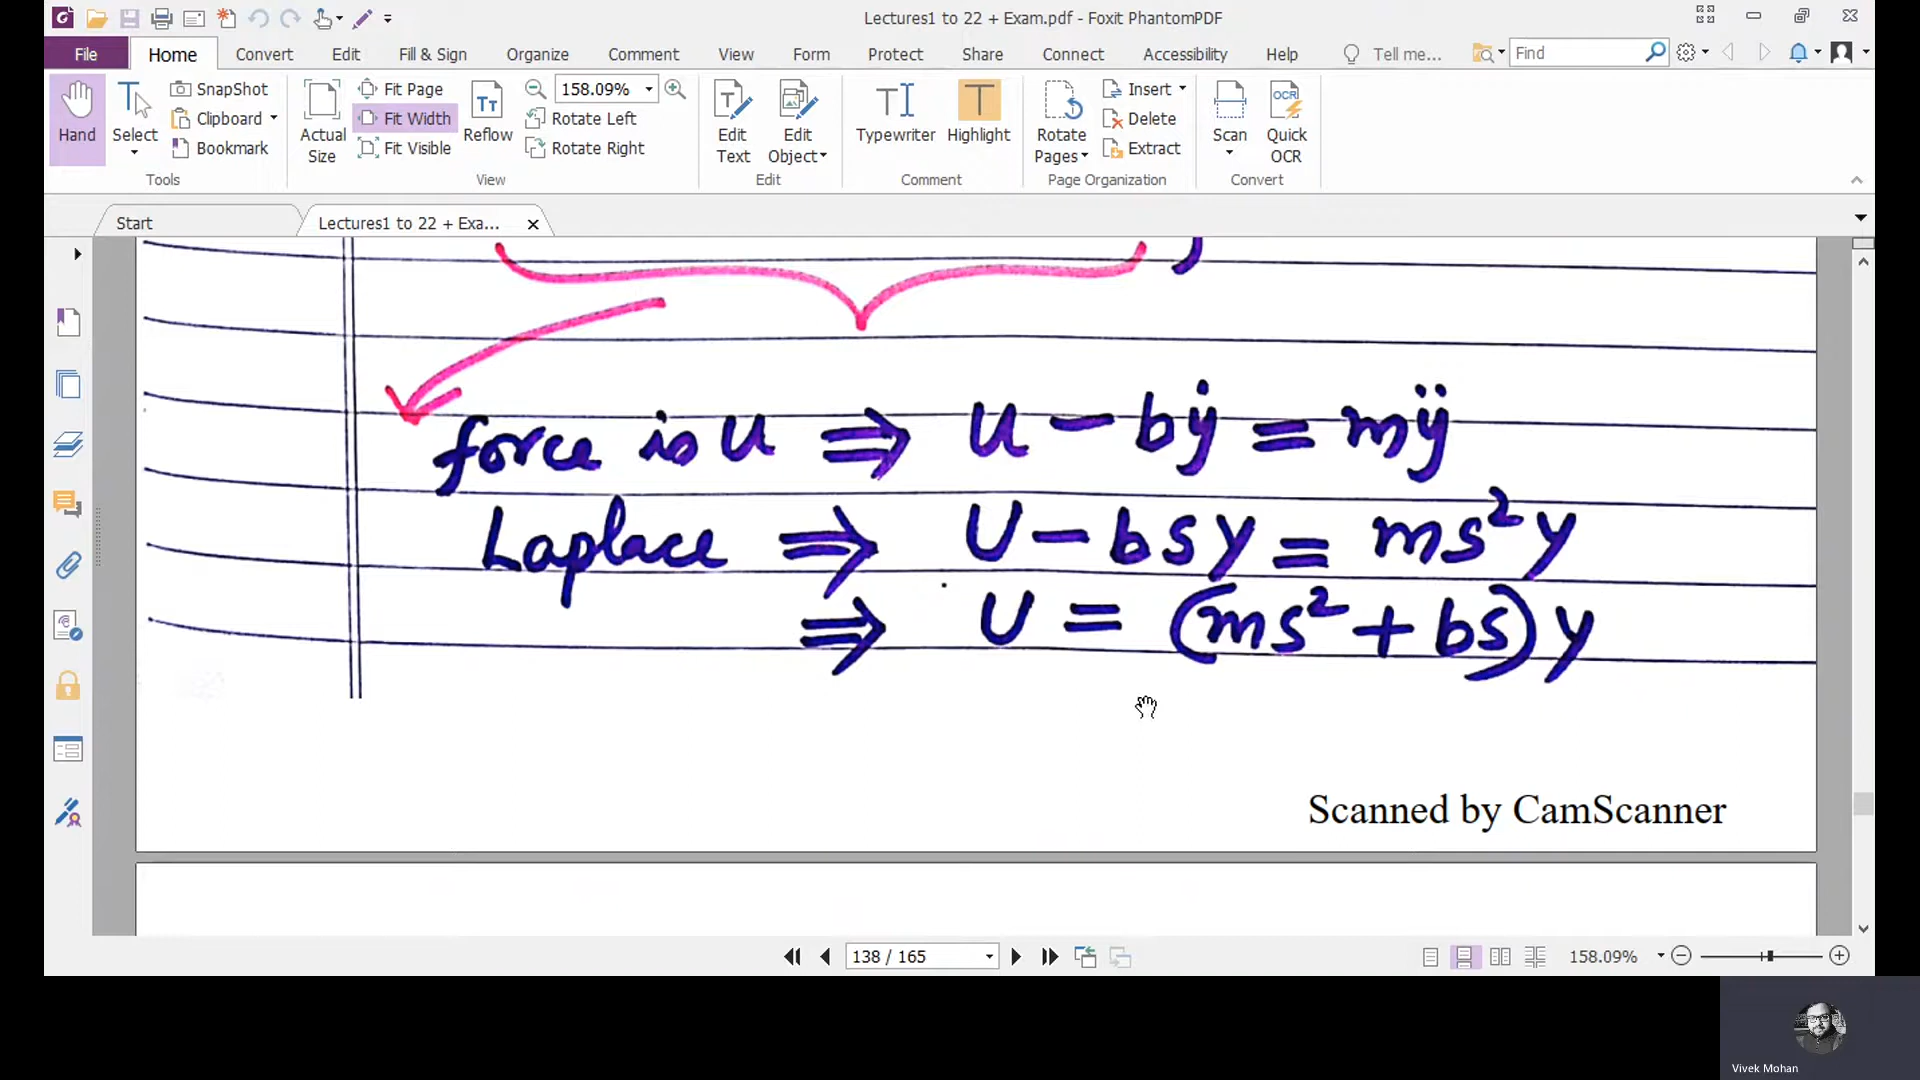 Lectures1 to 22 + Exam.pdf - Foxit PhantomPDF
File Home Convert Edit Fill & Sign Organize Comment View Form Protect Share Connect Accessibility Help Tell me... Find
Hand
Select
SnapShot
Clipboard
Bookmark
Tools
Actual Size
Fit Page
Fit Width
Fit Visible
Reflow
158.09%
Rotate Left
Rotate Right
View
Edit Text
Edit Object
Edit
Typewriter
Highlight
Comment
Rotate Pages
Insert
Delete
Extract
Page Organization
Scan
Quick OCR
Convert
Start
Lectures1 to 22 + Exa...
force is U ⇒ U − bẏ = mÿ
Laplace ⇒ U − bsy = ms²y
⇒ U = (ms² + bs)y
Scanned by CamScanner
138 / 165
158.09%
Vivek Mohan